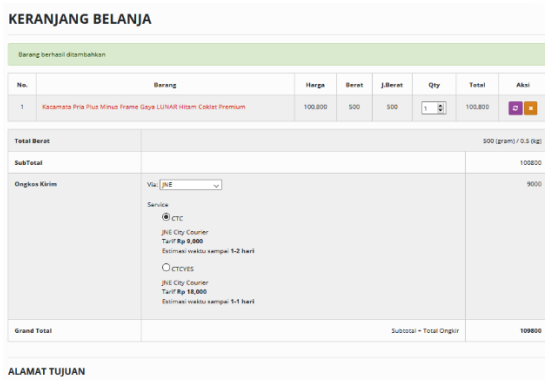 KERANJANG BELANJA
Barang berhasil ditambahkan
No. Barang Harga Berat J.Berat Qty Total Aksi
1 Kacamata Pria Plus Minus Frame Gaya LUNAR Hitam Coklat Premium 100,800 500 500 1 100,800
Total Berat 500 (gram) / 0.5 (kg)
SubTotal 100800
Ongkos Kirim Via: JNE 9000
Service
CTC
JNE City Courier
Tarif Rp 9,000
Estimasi waktu sampai 1-2 hari
CTCYES
JNE City Courier
Tarif Rp 18,000
Estimasi waktu sampai 1-1 hari
Grand Total Subtotal + Total Ongkir 109800
ALAMAT TUJUAN